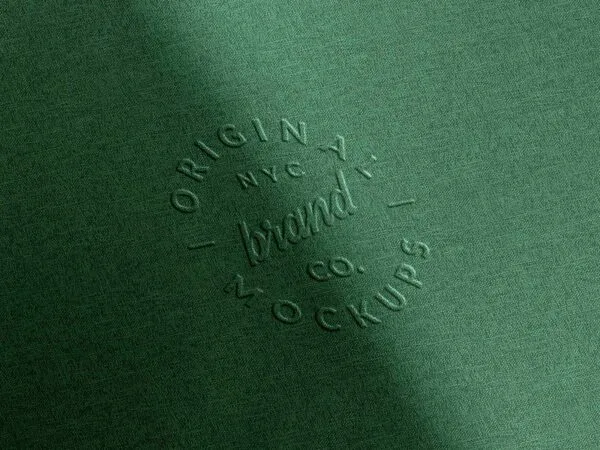 ORIGINAL
NYC
brand
CO.
MOCKUPS